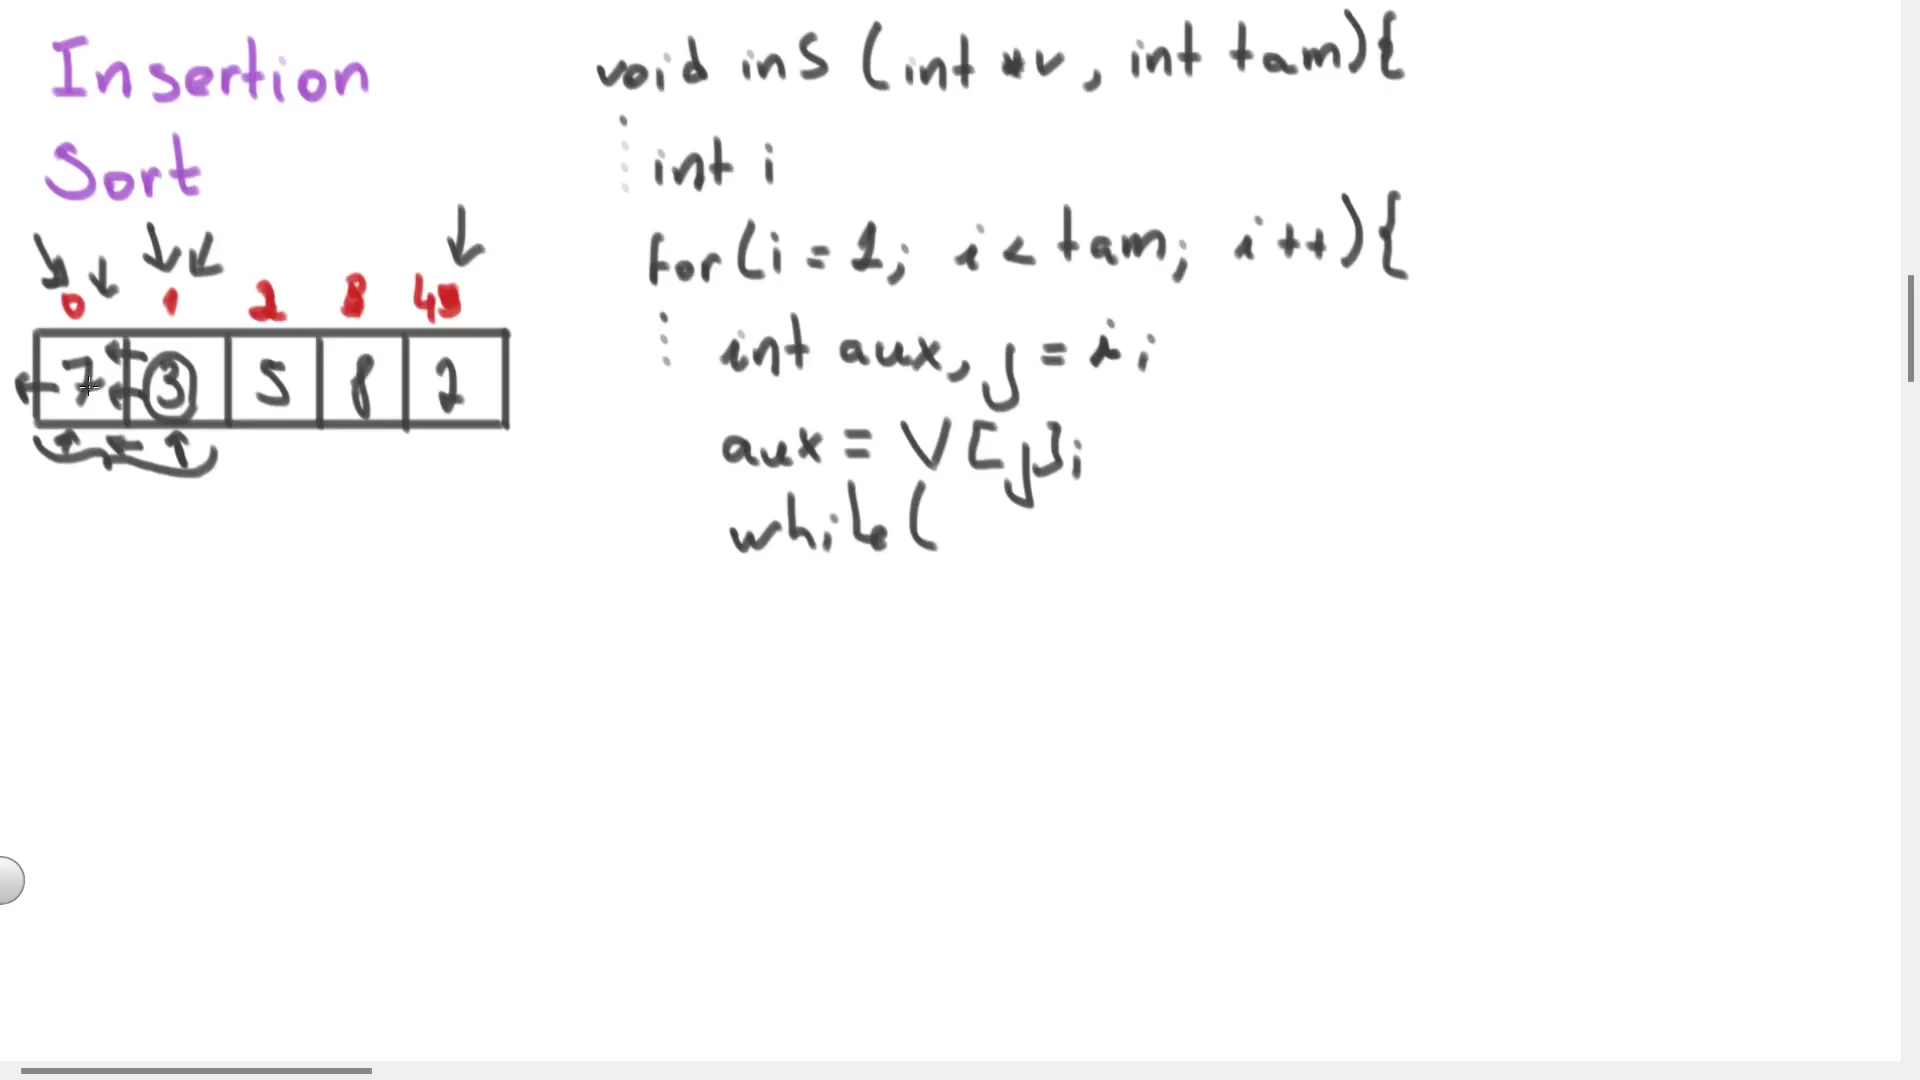 Insertion
Sort
0 1 2 3 4
7 3 5 8 2
void inS (int *v, int tam){
int i
for(i = 1; i < tam; i++){
int aux, j = i;
aux = V[j];
while(